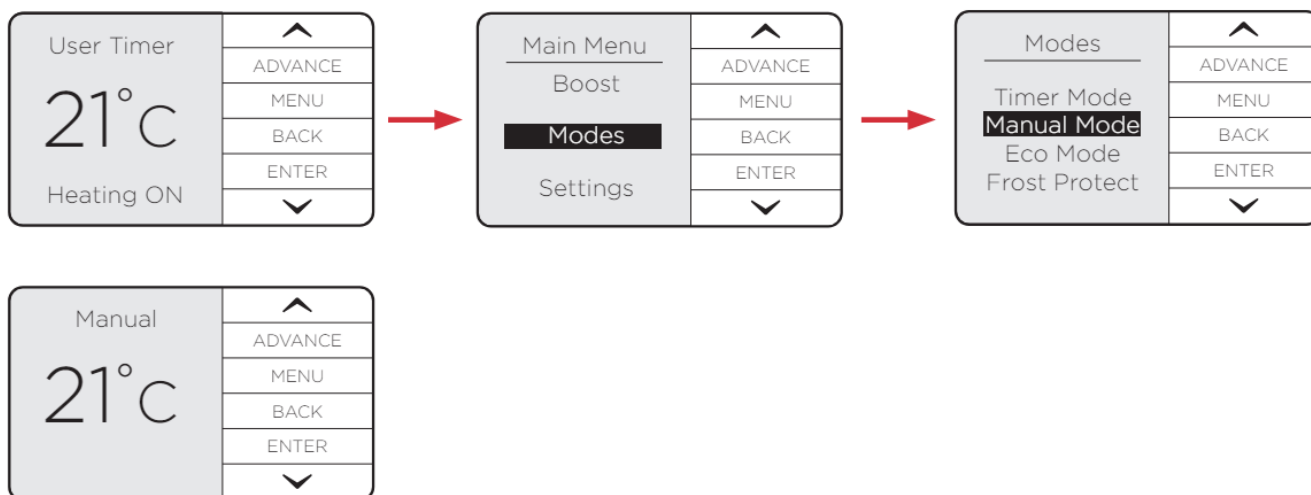 User Timer
21°C
Heating ON
ADVANCE
MENU
BACK
ENTER
Main Menu
Boost
Modes
Settings
ADVANCE
MENU
BACK
ENTER
Modes
Timer Mode
Manual Mode
Eco Mode
Frost Protect
ADVANCE
MENU
BACK
ENTER
Manual
21°C
ADVANCE
MENU
BACK
ENTER